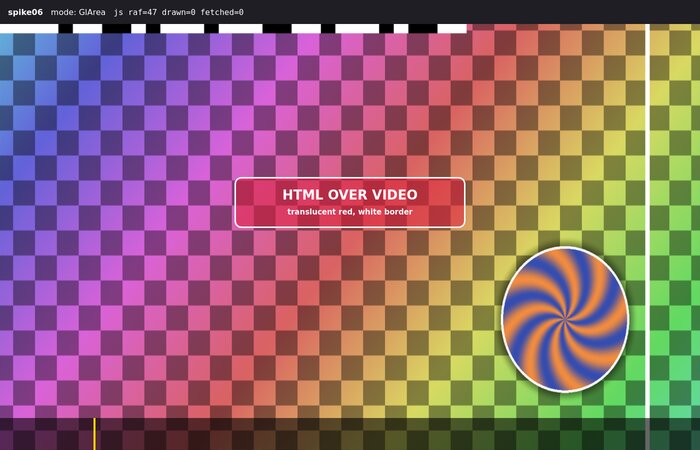 spike06 mode: GlArea js raf=47 drawn=0 fetched=0
HTML OVER VIDEO
translucent red, white border